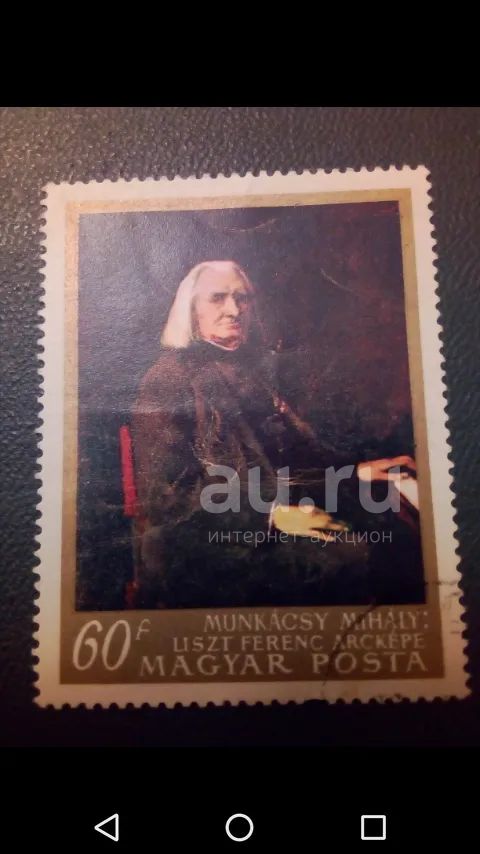 au.ru
интернет-аукцион
60f
MUNKÁCSY MIHÁLY:
LISZT FERENC ARCKÉPE
MAGYAR POSTA